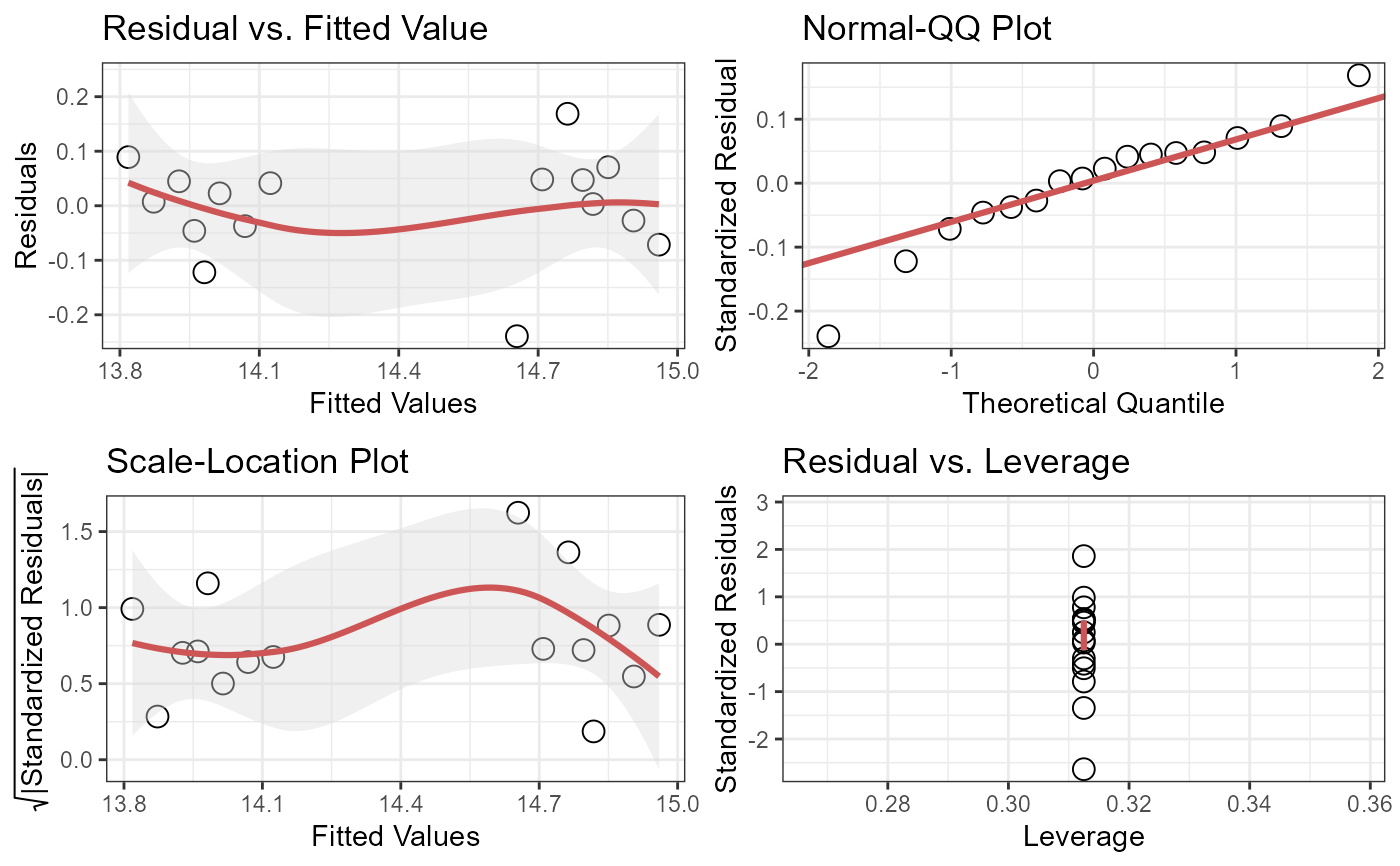 Residual vs. Fitted Value
Residuals
0.2
0.1
0.0
-0.1
-0.2
13.8 14.1 14.4 14.7 15.0
Fitted Values
Normal-QQ Plot
Standardized Residual
0.1
0.0
-0.1
-0.2
-2 -1 0 1 2
Theoretical Quantile
Scale-Location Plot
√|Standardized Residuals|
1.5
1.0
0.5
0.0
13.8 14.1 14.4 14.7 15.0
Fitted Values
Residual vs. Leverage
Standardized Residuals
3
2
1
0
-1
-2
0.28 0.30 0.32 0.34 0.36
Leverage